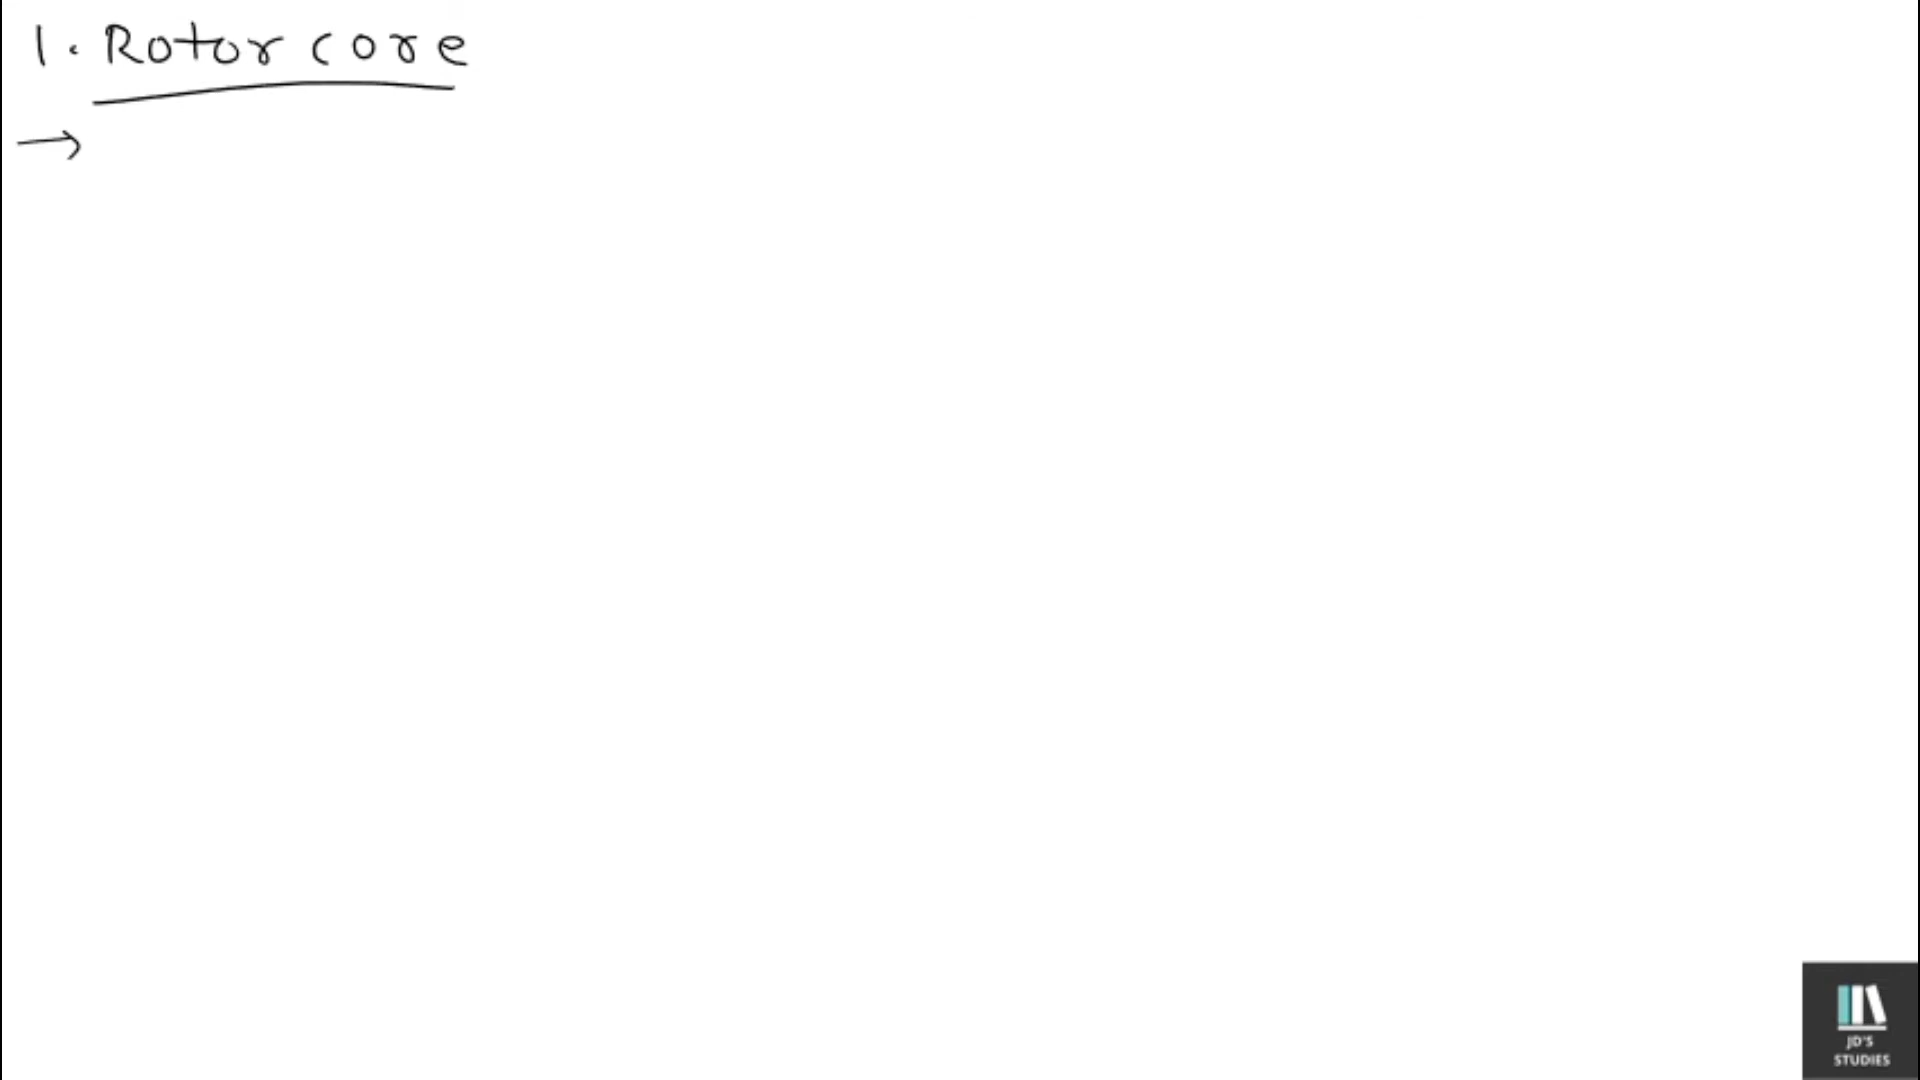 1. Rotor core
→
JD'S
STUDIES